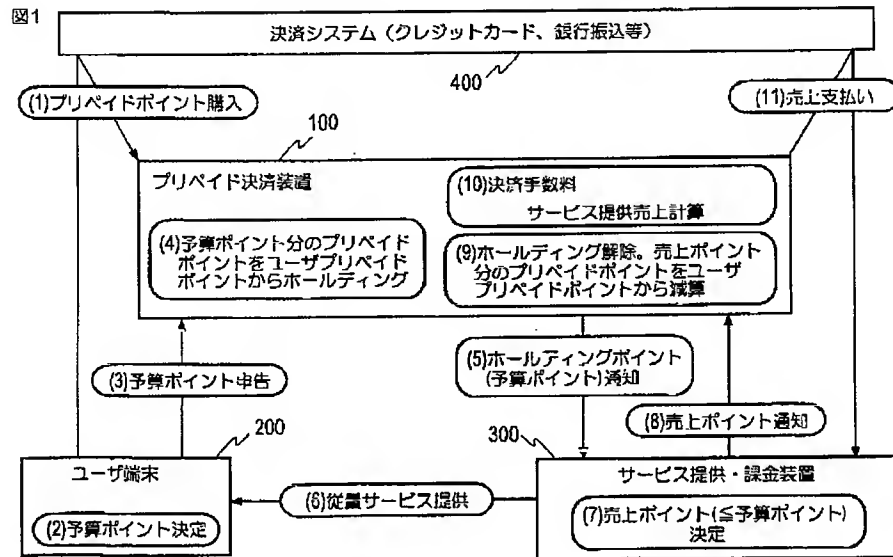 図1
決済システム（クレジットカード、銀行振込等）
400
(1)プリペイドポイント購入
(11)売上支払い
100
プリペイド決済装置
(10)決済手数料
サービス提供売上計算
(4)予算ポイント分のプリペイド
ポイントをユーザプリペイド
ポイントからホールディング
(9)ホールディング解除。売上ポイント
分のプリペイドポイントをユーザ
プリペイドポイントから減算
(3)予算ポイント申告
(5)ホールディングポイント
(予算ポイント)通知
(8)売上ポイント通知
200
300
ユーザ端末
(2)予算ポイント決定
(6)従量サービス提供
サービス提供・課金装置
(7)売上ポイント(≦予算ポイント)
決定